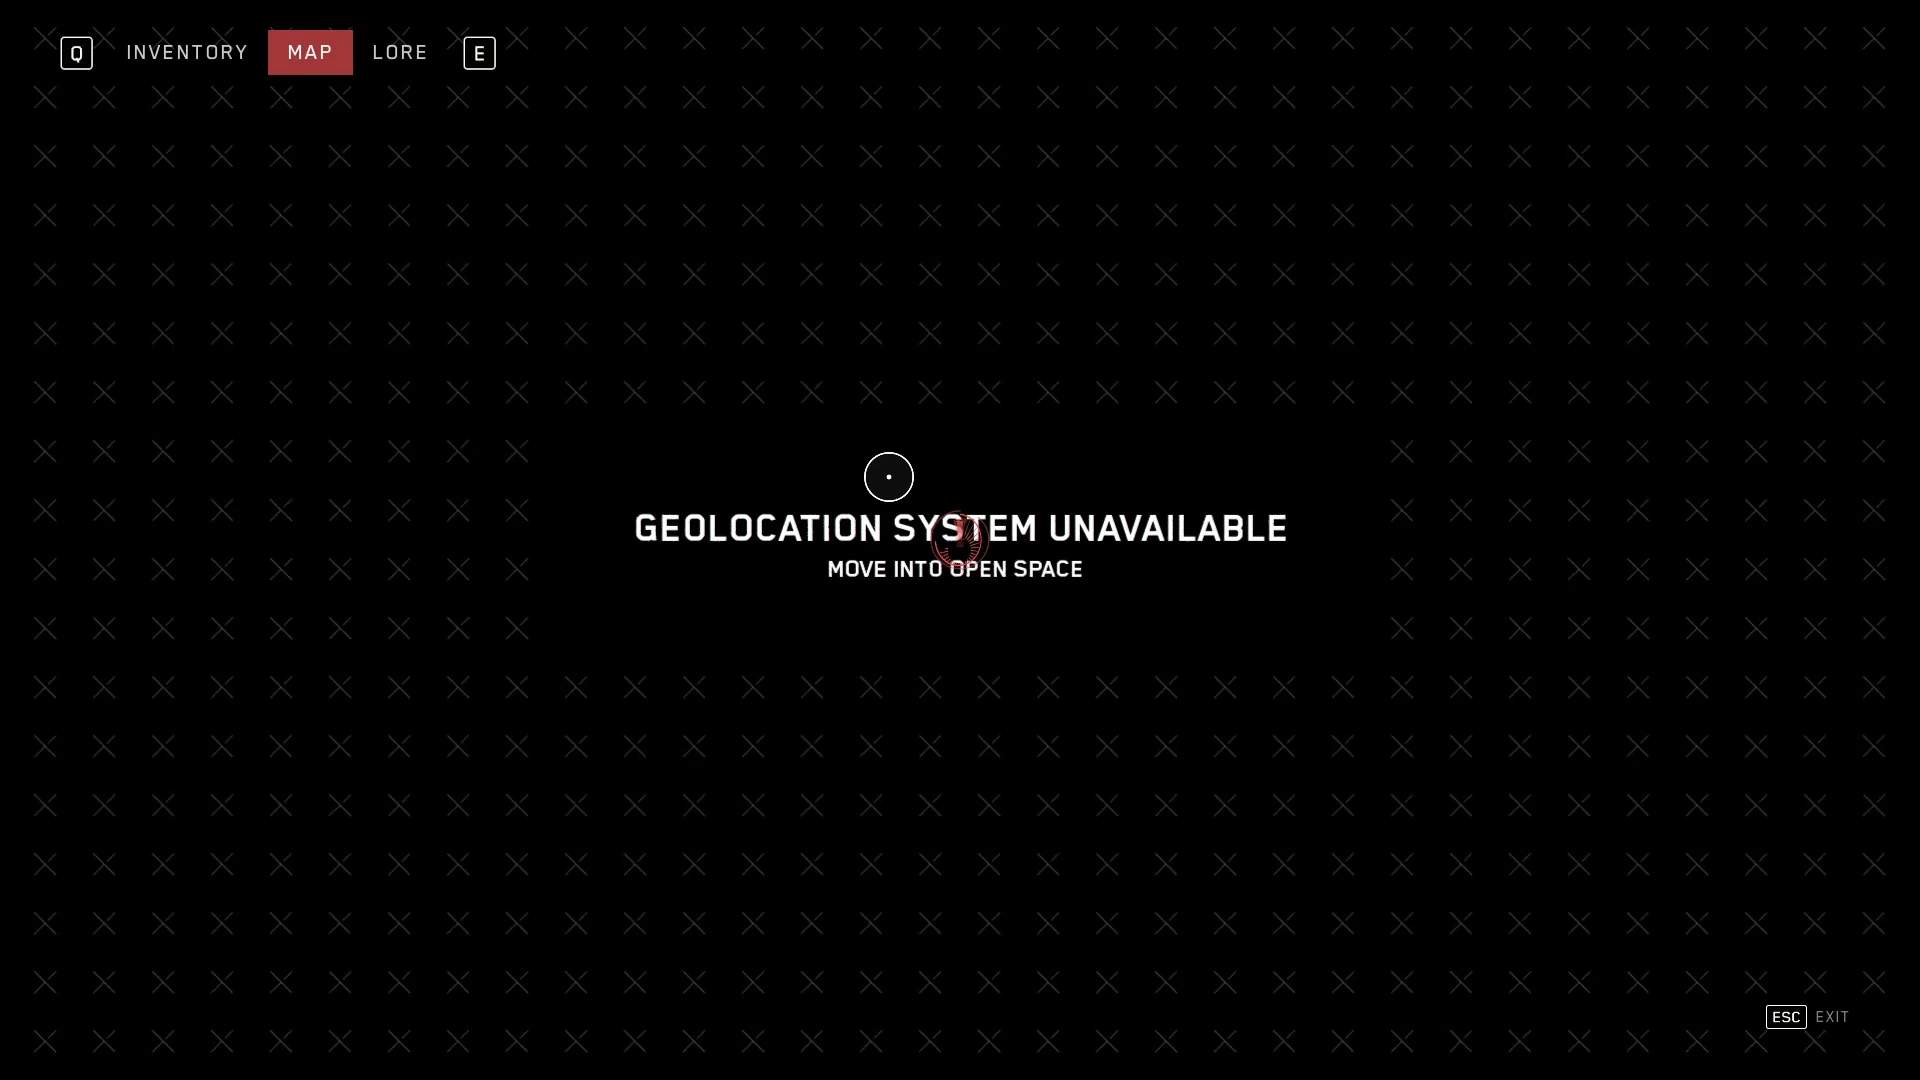 Q INVENTORY MAP LORE E
GEOLOCATION SYSTEM UNAVAILABLE
MOVE INTO OPEN SPACE
ESC EXIT